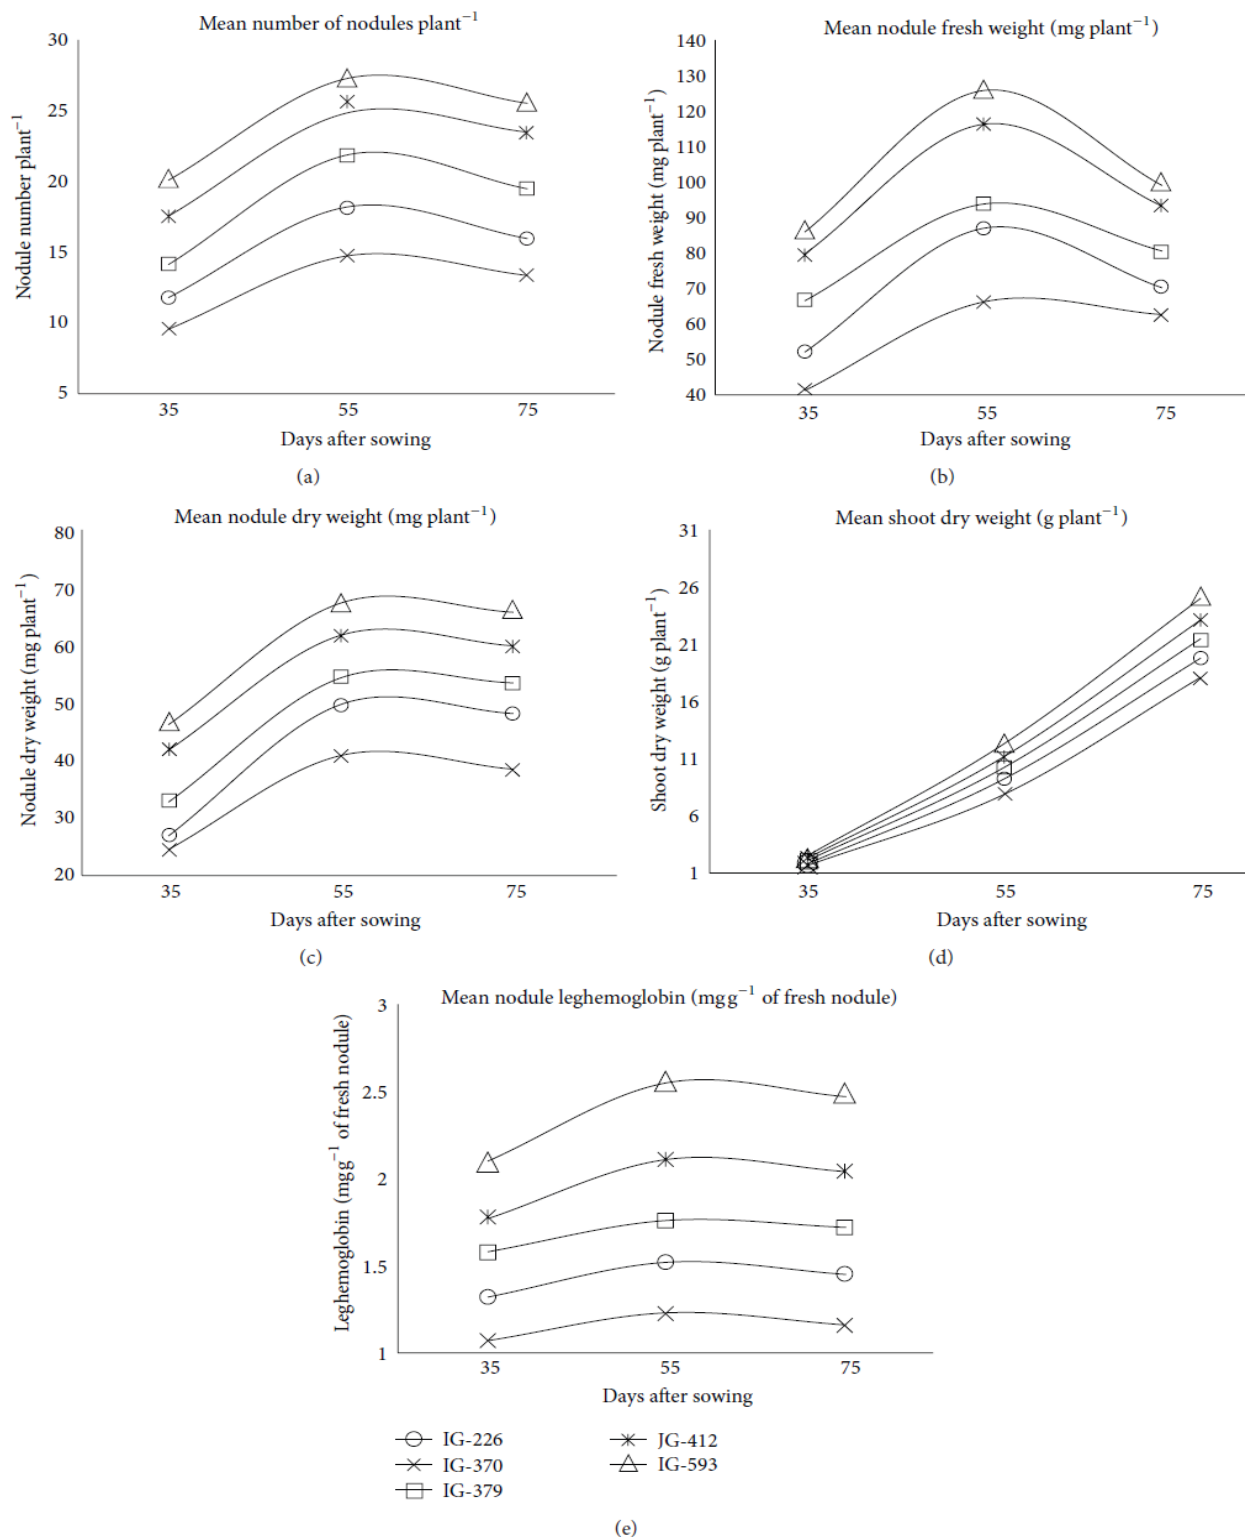 Mean number of nodules plant⁻¹
30
25
20
15
10
5
Nodule number plant⁻¹
35 55 75
Days after sowing
(a)
Mean nodule fresh weight (mg plant⁻¹)
140
130
120
110
100
90
80
70
60
50
40
Nodule fresh weight (mg plant⁻¹)
35 55 75
Days after sowing
(b)
Mean nodule dry weight (mg plant⁻¹)
80
70
60
50
40
30
20
Nodule dry weight (mg plant⁻¹)
35 55 75
Days after sowing
(c)
Mean shoot dry weight (g plant⁻¹)
31
26
21
16
11
6
1
Shoot dry weight (g plant⁻¹)
35 55 75
Days after sowing
(d)
Mean nodule leghemoglobin (mgg⁻¹ of fresh nodule)
3
2.5
2
1.5
1
Leghemoglobin (mgg⁻¹ of fresh nodule)
35 55 75
Days after sowing
IG-226
IG-370
IG-379
JG-412
IG-593
(e)